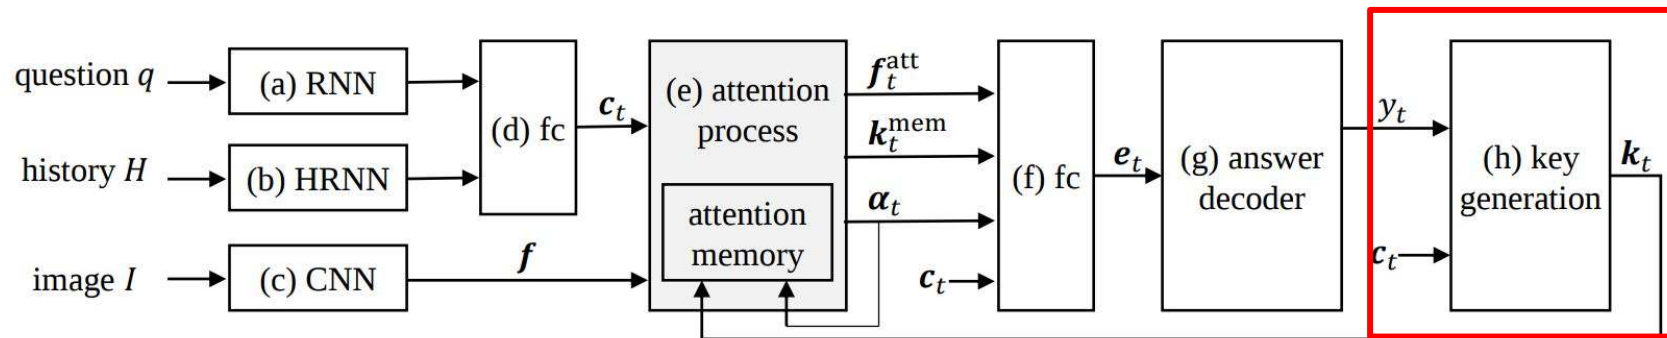 question q
history H
image I
(a) RNN
(b) HRNN
(c) CNN
(d) fc
c_t
f
(e) attention
process
attention
memory
f_t^att
k_t^mem
α_t
c_t
(f) fc
e_t
(g) answer
decoder
y_t
c_t
(h) key
generation
k_t